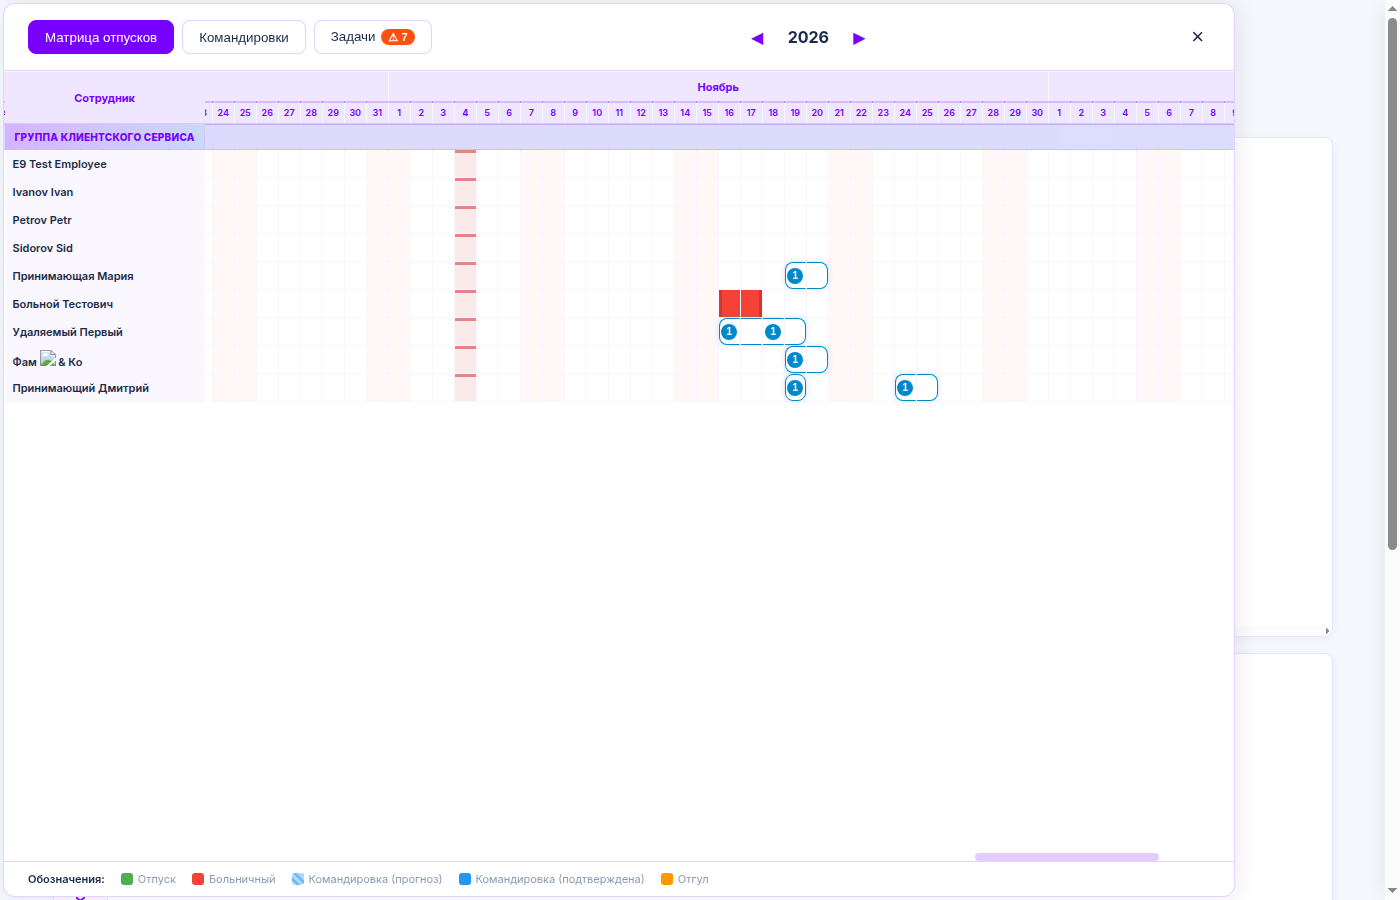 Матрица отпусков Командировки Задачи ⚠ 7 ◀ 2026 ▶ ×
Сотрудник Ноябрь
24 25 26 27 28 29 30 31 1 2 3 4 5 6 7 8 9 10 11 12 13 14 15 16 17 18 19 20 21 22 23 24 25 26 27 28 29 30 1 2 3 4 5 6 7 8
ГРУППА КЛИЕНТСКОГО СЕРВИСА
E9 Test Employee
Ivanov Ivan
Petrov Petr
Sidorov Sid
Принимающая Мария 1
Больной Тестович
Удаляемый Первый 1 1
Фам & Ко 1
Принимающий Дмитрий 1 1
Обозначения: Отпуск Больничный Командировка (прогноз) Командировка (подтверждена) Отгул